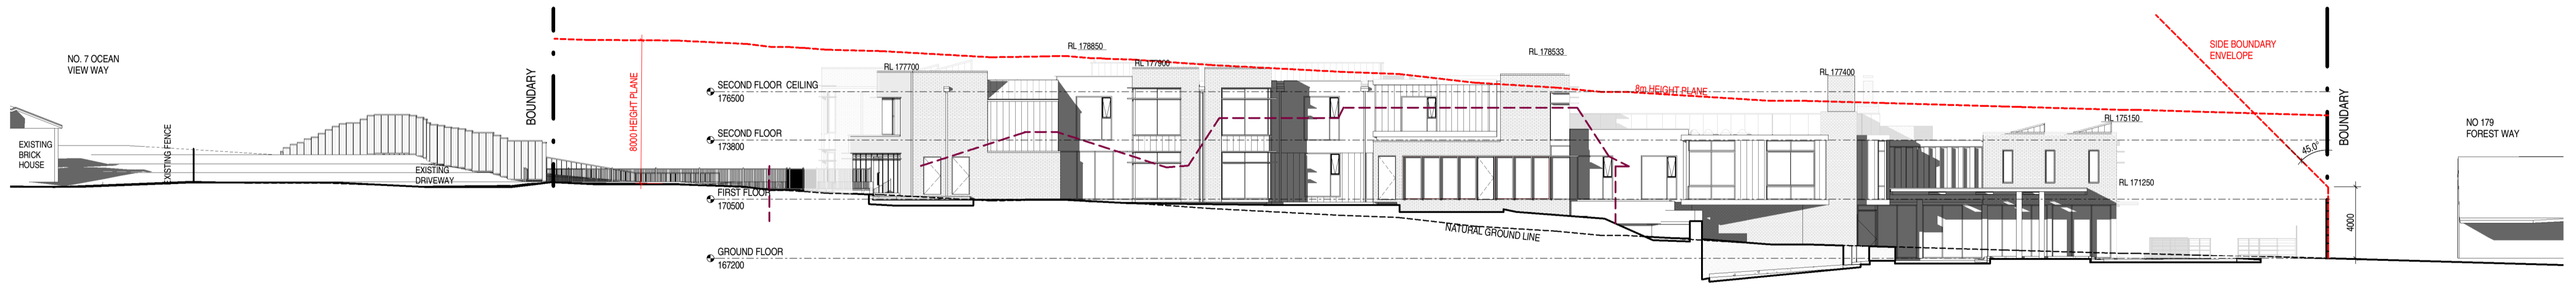 NO. 7 OCEAN
VIEW WAY
EXISTING
BRICK
HOUSE
EXISTING FENCE
EXISTING
DRIVEWAY
BOUNDARY
8000 HEIGHT PLANE
SECOND FLOOR CEILING
176500
SECOND FLOOR
173800
FIRST FLOOR
170500
GROUND FLOOR
167200
RL 177700
RL 178850
RL 177900
RL 178533
8m HEIGHT PLANE
RL 177400
NATURAL GROUND LINE
RL 175150
RL 171250
SIDE BOUNDARY
ENVELOPE
45.0°
BOUNDARY
4000
NO 179
FOREST WAY